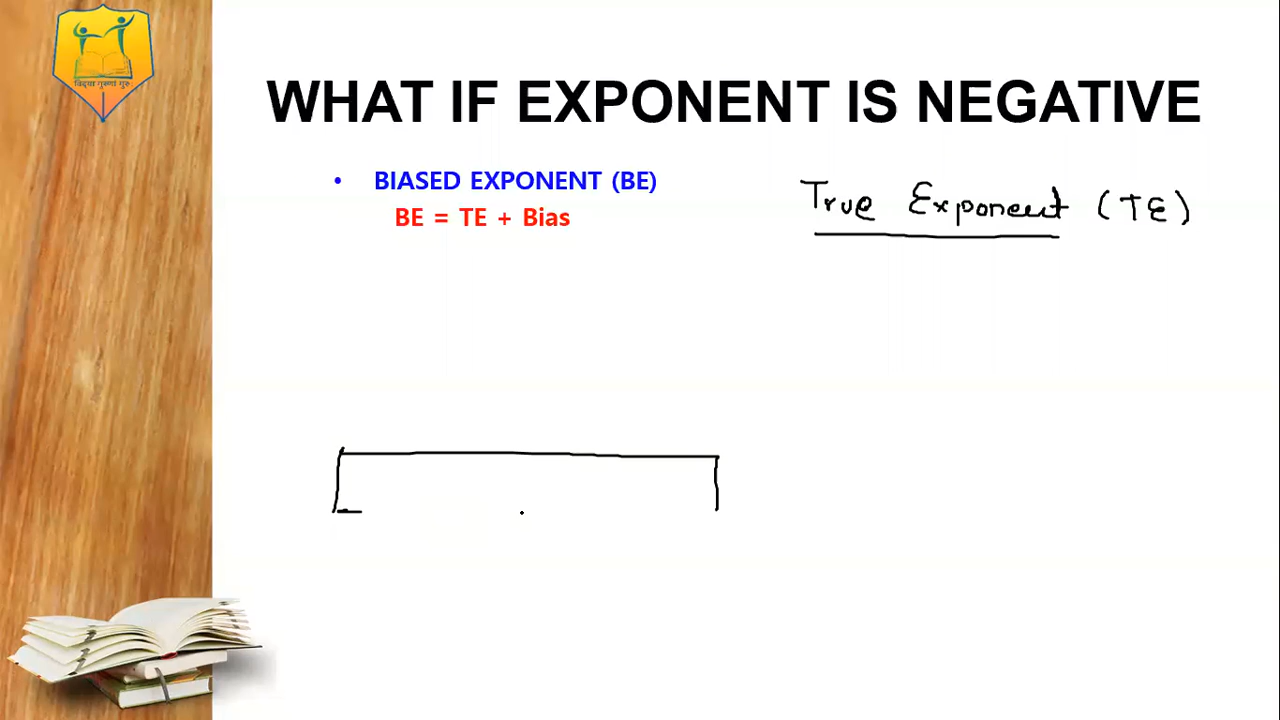 विद्या गुरूणां गुरु
WHAT IF EXPONENT IS NEGATIVE
• BIASED EXPONENT (BE)
BE = TE + Bias
True Exponent (TE)